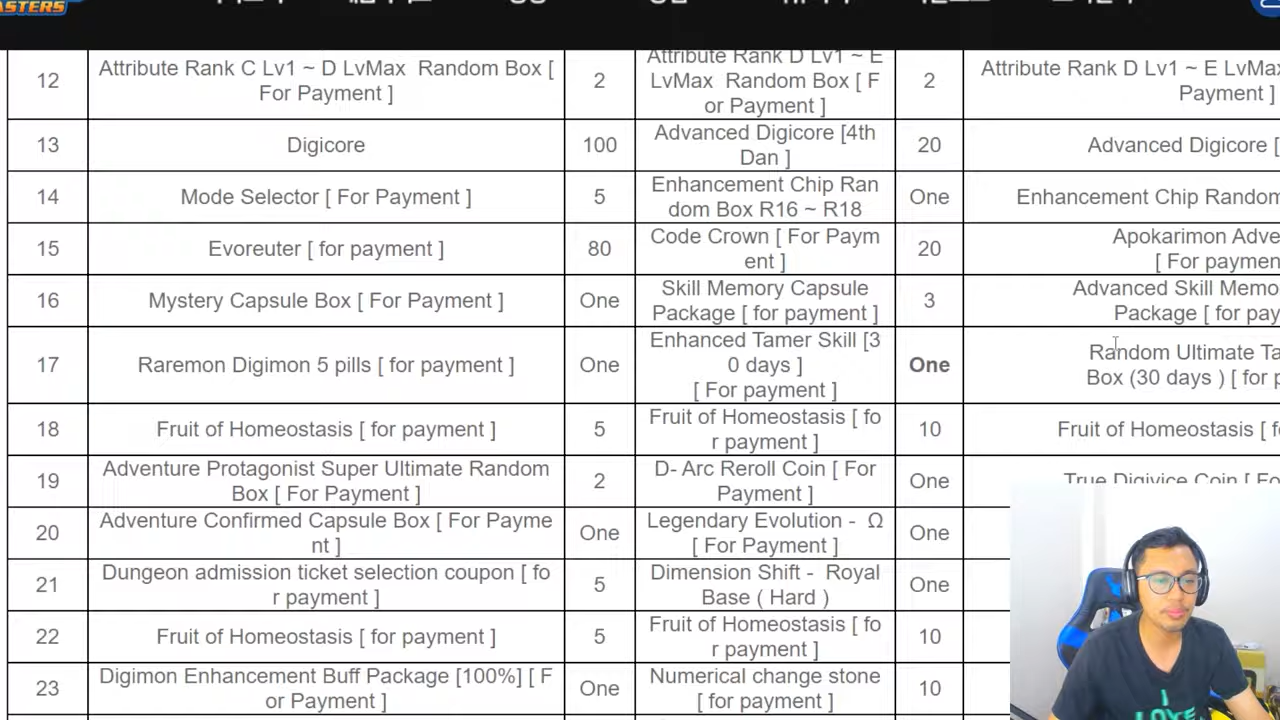 ASTERS
12
Attribute Rank C Lv1 ~ D LvMax Random Box [
For Payment ]
2
Attribute Rank D Lv1 ~ E
LvMax Random Box [ F
or Payment ]
2
Attribute Rank D Lv1 ~ E LvMax
Payment ]
13
Digicore
100
Advanced Digicore [4th
Dan ]
20
Advanced Digicore [
14
Mode Selector [ For Payment ]
5
Enhancement Chip Ran
dom Box R16 ~ R18
One
Enhancement Chip Random
15
Evoreuter [ for payment ]
80
Code Crown [ For Paym
ent ]
20
Apokarimon Adve
[ For paymen
16
Mystery Capsule Box [ For Payment ]
One
Skill Memory Capsule
Package [ for payment ]
3
Advanced Skill Memo
Package [ for pay
17
Raremon Digimon 5 pills [ for payment ]
One
Enhanced Tamer Skill [3
0 days ]
[ For payment ]
One
Random Ultimate Ta
Box (30 days ) [ for p
18
Fruit of Homeostasis [ for payment ]
5
Fruit of Homeostasis [ fo
r payment ]
10
Fruit of Homeostasis [ fo
19
Adventure Protagonist Super Ultimate Random
Box [ For Payment ]
2
D- Arc Reroll Coin [ For
Payment ]
One
True Digivice Coin [ Fo
20
Adventure Confirmed Capsule Box [ For Payme
nt ]
One
Legendary Evolution - Ω
[ For Payment ]
One
21
Dungeon admission ticket selection coupon [ fo
r payment ]
5
Dimension Shift - Royal
Base ( Hard )
One
22
Fruit of Homeostasis [ for payment ]
5
Fruit of Homeostasis [ fo
r payment ]
10
23
Digimon Enhancement Buff Package [100%] [ F
or Payment ]
One
Numerical change stone
[ for payment ]
10
I
LOVE